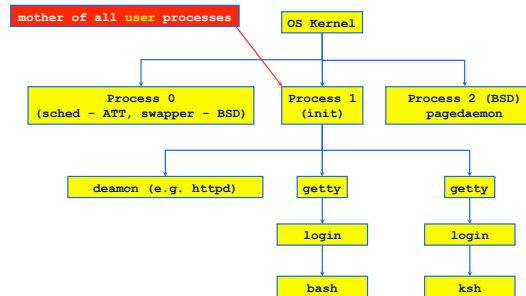 mother of all user processes
OS Kernel
Process 0
(sched - ATT, swapper - BSD)
Process 1
(init)
Process 2 (BSD)
pagedaemon
deamon (e.g. httpd)
getty
getty
login
login
bash
ksh